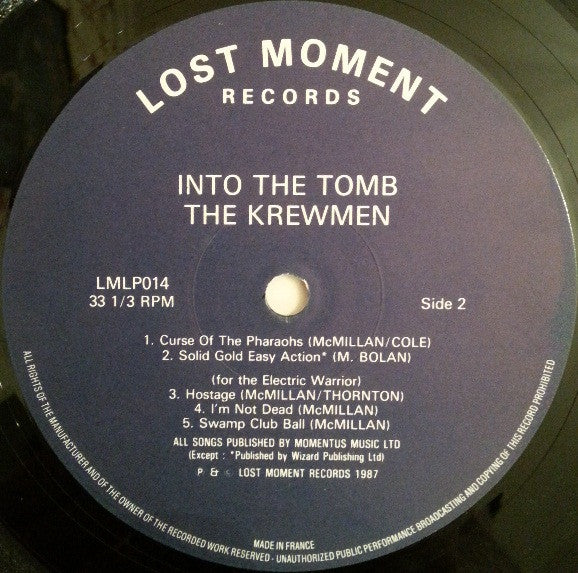 LOST MOMENT
RECORDS
INTO THE TOMB
THE KREWMEN
LMLP014
33 1/3 RPM
Side 2
1. Curse Of The Pharaohs (McMILLAN/COLE)
2. Solid Gold Easy Action* (M. BOLAN)
(for the Electric Warrior)
3. Hostage (McMILLAN/THORNTON)
4. I'm Not Dead (McMILLAN)
5. Swamp Club Ball (McMILLAN)
ALL SONGS PUBLISHED BY MOMENTUS MUSIC LTD
(Except : *Published by Wizard Publishing Ltd)
P & © LOST MOMENT RECORDS 1987
ALL RIGHTS OF THE MANUFACTURER AND OF THE OWNER OF THE RECORDED WORK RESERVED - UNAUTHORIZED PUBLIC PERFORMANCE BROADCASTING AND COPYING OF THIS RECORD PROHIBITED
MADE IN FRANCE